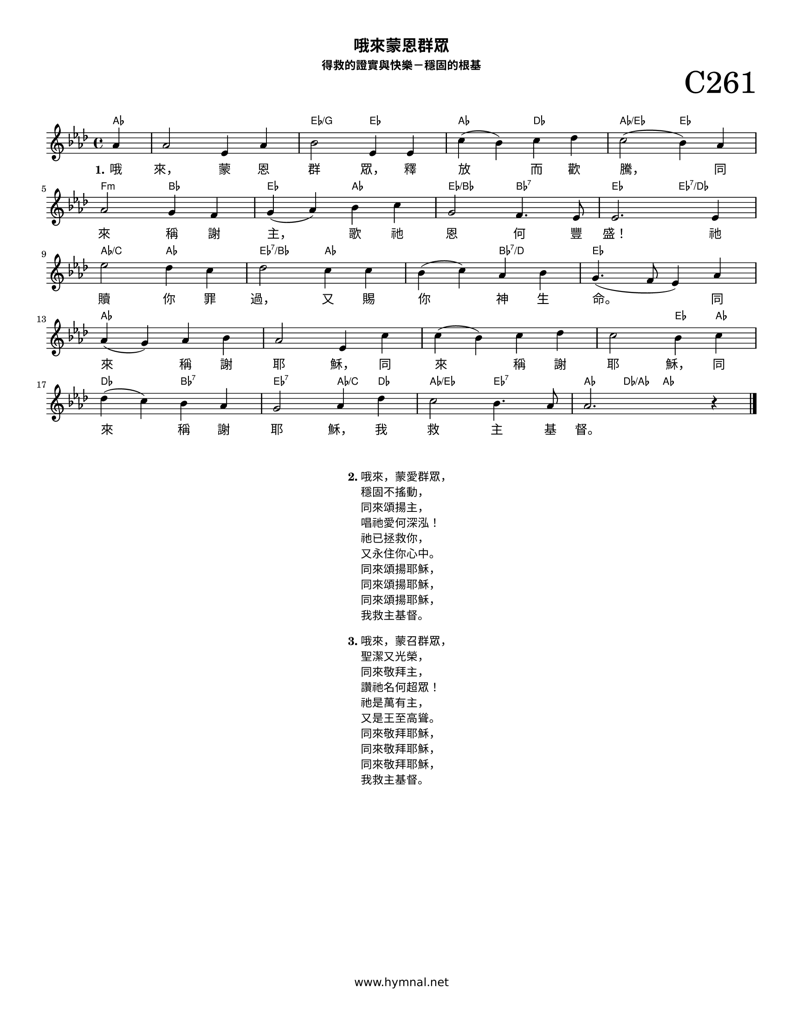 哦來蒙恩群眾
得救的證實與快樂－穩固的根基
C261
A♭ E♭/G E♭ A♭ D♭ A♭/E♭ E♭
1. 哦 來， 蒙 恩 群 眾， 釋 放 而 歡 騰， 同
5 Fm B♭ E♭ A♭ E♭/B♭ B♭7 E♭ E♭7/D♭
來 稱 謝 主， 歌 祂 恩 何 豐 盛！ 祂
9 A♭/C A♭ E♭7/B♭ A♭ B♭7/D E♭
贖 你 罪 過， 又 賜 你 神 生 命。 同
13 A♭ E♭ A♭
來 稱 謝 耶 穌， 同 來 稱 謝 耶 穌， 同
17 D♭ B♭7 E♭7 A♭/C D♭ A♭/E♭ E♭7 A♭ D♭/A♭ A♭
來 稱 謝 耶 穌， 我 救 主 基 督。
2. 哦來，蒙愛群眾，
穩固不搖動，
同來頌揚主，
唱祂愛何深泓！
祂已拯救你，
又永住你心中。
同來頌揚耶穌，
同來頌揚耶穌，
同來頌揚耶穌，
我救主基督。
3. 哦來，蒙召群眾，
聖潔又光榮，
同來敬拜主，
讚祂名何超眾！
祂是萬有主，
又是王至高聳。
同來敬拜耶穌，
同來敬拜耶穌，
同來敬拜耶穌，
我救主基督。
www.hymnal.net